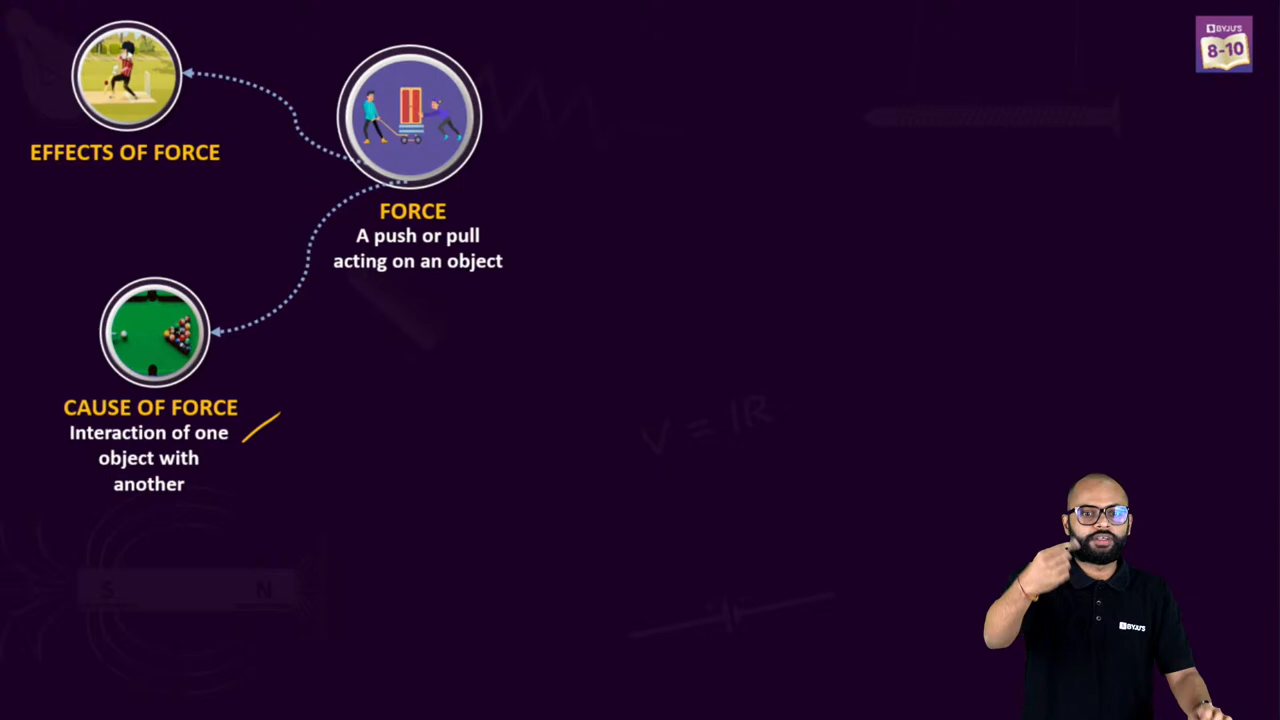 BYJU'S
8-10
EFFECTS OF FORCE
FORCE
A push or pull
acting on an object
CAUSE OF FORCE
Interaction of one
object with
another
V = IR
S N
BYJU'S